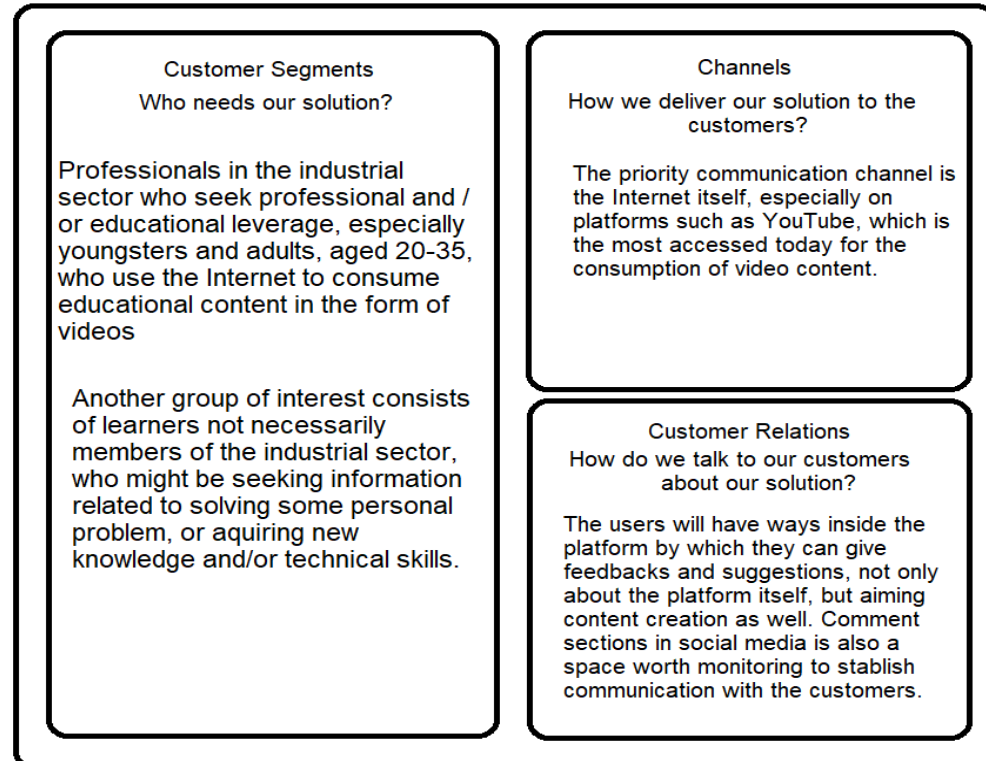 Customer Segments
Who needs our solution?
Professionals in the industrial
sector who seek professional and /
or educational leverage, especially
youngsters and adults, aged 20-35,
who use the Internet to consume
educational content in the form of
videos
Another group of interest consists
of learners not necessarily
members of the industrial sector,
who might be seeking information
related to solving some personal
problem, or aquiring new
knowledge and/or technical skills.
Channels
How we deliver our solution to the
customers?
The priority communication channel is
the Internet itself, especially on
platforms such as YouTube, which is
the most accessed today for the
consumption of video content.
Customer Relations
How do we talk to our customers
about our solution?
The users will have ways inside the
platform by which they can give
feedbacks and suggestions, not only
about the platform itself, but aiming
content creation as well. Comment
sections in social media is also a
space worth monitoring to stablish
communication with the customers.